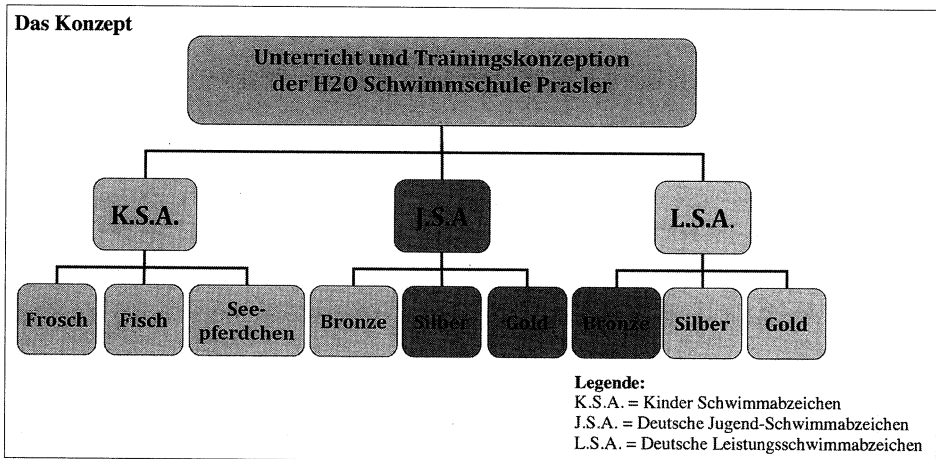 Das Konzept
Unterricht und Trainingskonzeption
der H2O Schwimmschule Prasler
K.S.A.
J.S.A
L.S.A.
Frosch
Fisch
See-
pferdchen
Bronze
Silber
Gold
Bronze
Silber
Gold
Legende:
K.S.A. = Kinder Schwimmabzeichen
J.S.A. = Deutsche Jugend-Schwimmabzeichen
L.S.A. = Deutsche Leistungsschwimmabzeichen